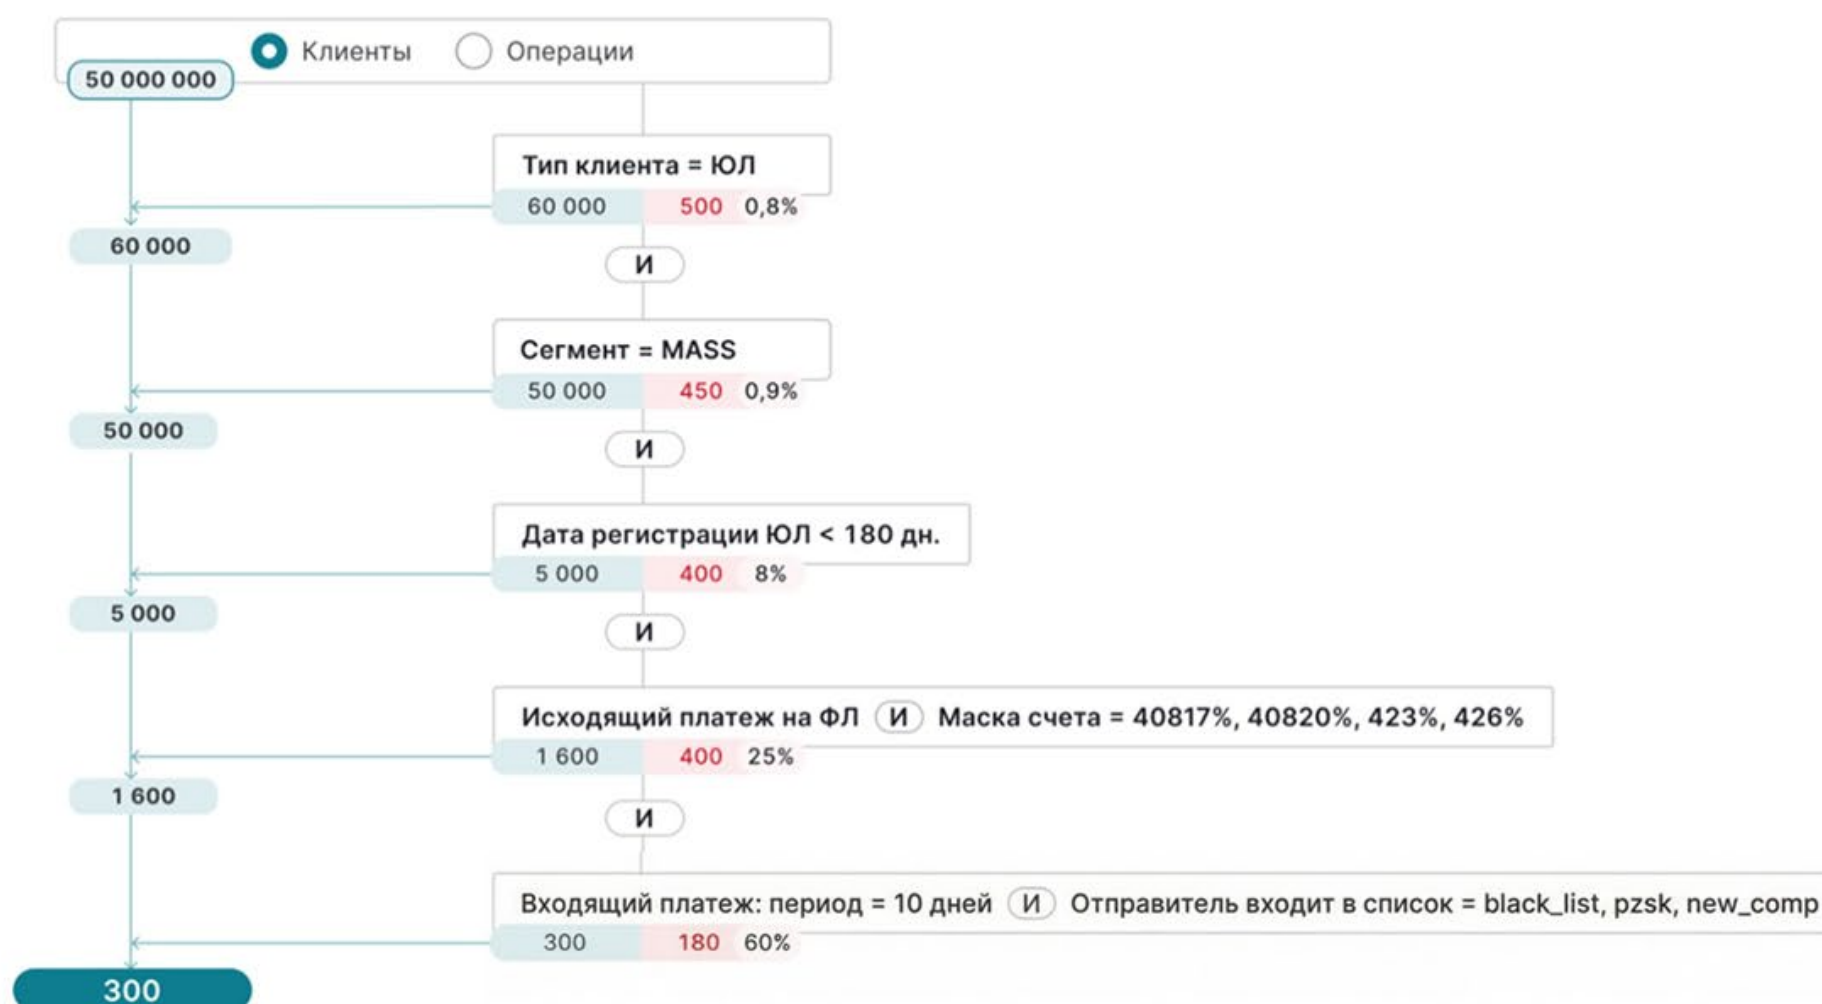 Клиенты Операции
50 000 000
Тип клиента = ЮЛ
60 000 500 0,8%
60 000
И
Сегмент = MASS
50 000 450 0,9%
50 000
И
Дата регистрации ЮЛ < 180 дн.
5 000 400 8%
5 000
И
Исходящий платеж на ФЛ И Маска счета = 40817%, 40820%, 423%, 426%
1 600 400 25%
1 600
И
Входящий платеж: период = 10 дней И Отправитель входит в список = black_list, pzsk, new_comp
300 180 60%
300